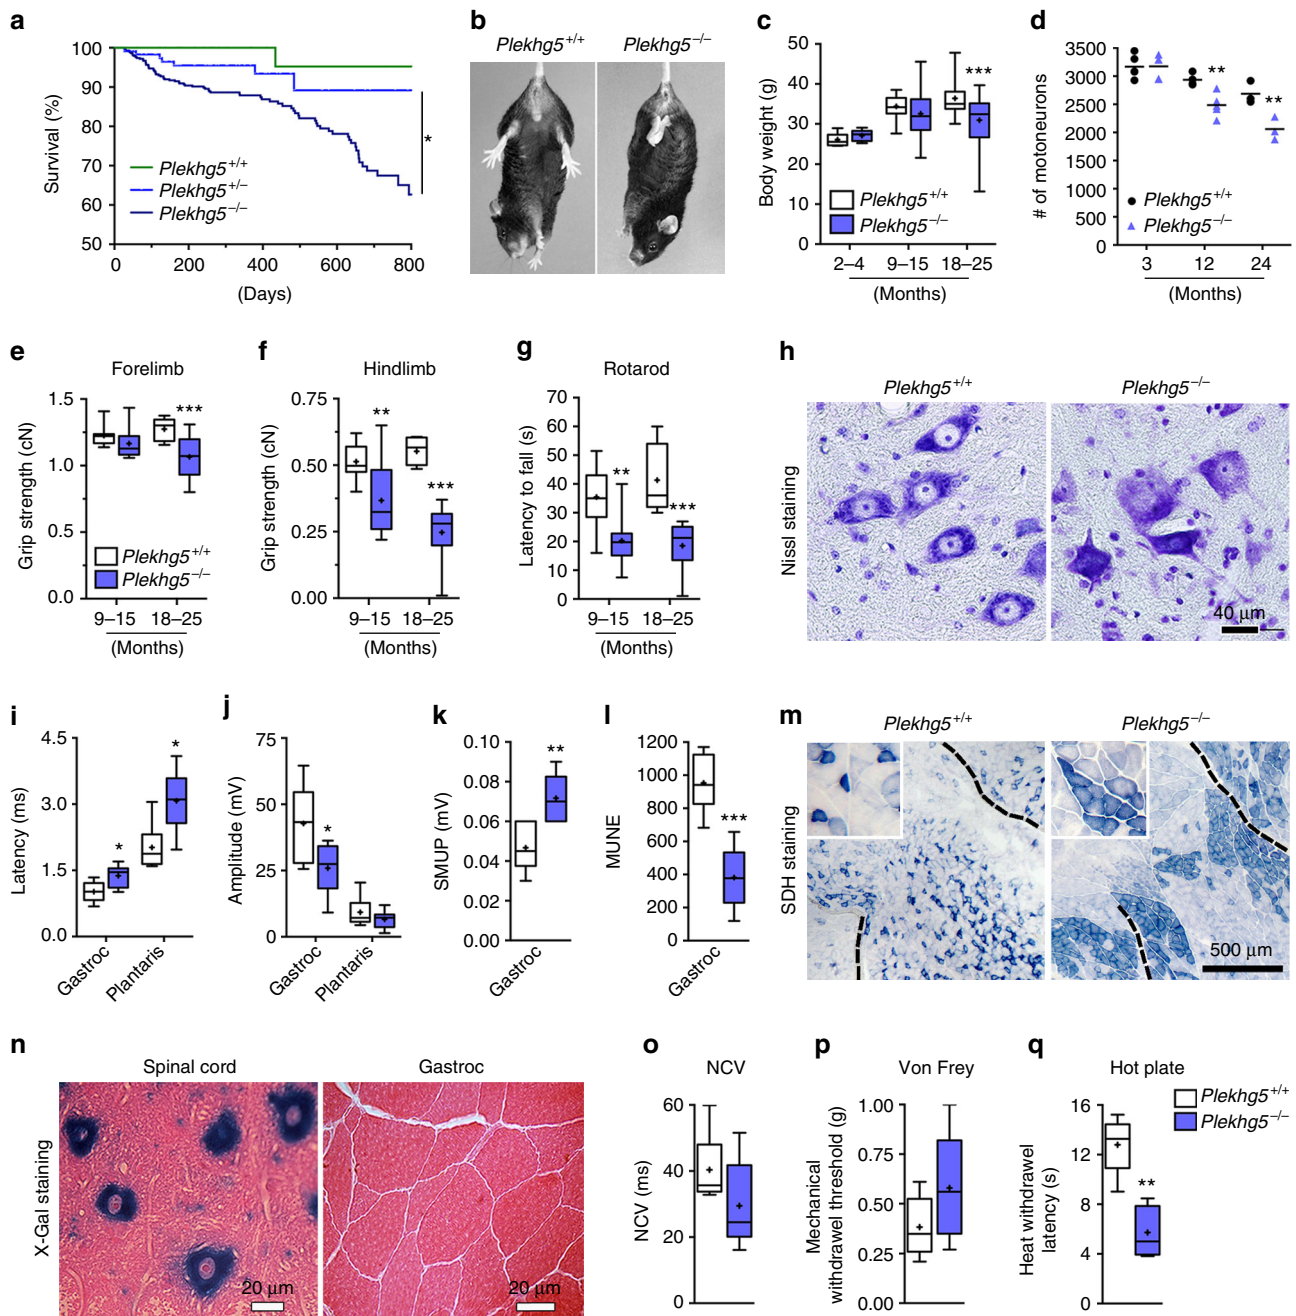 a
Survival (%)
100
90
80
70
60
50
0 200 400 600 800
(Days)
Plekhg5+/+
Plekhg5+/–
Plekhg5–/–
*
b
Plekhg5+/+ Plekhg5–/–
c
Body weight (g)
50
40
30
20
10
0
***
Plekhg5+/+
Plekhg5–/–
2–4 9–15 18–25
(Months)
d
# of motoneurons
3500
3000
2500
2000
1500
1000
500
0
**
**
Plekhg5+/+
Plekhg5–/–
3 12 24
(Months)
e
Forelimb
Grip strength (cN)
1.5
1.0
0.5
0.0
***
Plekhg5+/+
Plekhg5–/–
9–15 18–25
(Months)
f
Hindlimb
Grip strength (cN)
0.75
0.50
0.25
0.00
**
***
9–15 18–25
(Months)
g
Rotarod
Latency to fall (s)
70
60
50
40
30
20
10
0
**
***
9–15 18–25
(Months)
h
Plekhg5+/+ Plekhg5–/–
Nissl staining
40 µm
i
Latency (ms)
4.5
3.0
1.5
0.0
*
*
Gastroc
Plantaris
j
Amplitude (mV)
75
50
25
0
*
Gastroc
Plantaris
k
SMUP (mV)
0.10
0.08
0.06
0.04
0.02
0.00
**
Gastroc
l
MUNE
1200
1000
800
600
400
200
0
***
Gastroc
m
Plekhg5+/+ Plekhg5–/–
SDH staining
500 µm
n
Spinal cord Gastroc
X-Gal staining
20 µm 20 µm
o
NCV
NCV (ms)
60
40
20
0
p
Von Frey
Mechanical
withdrawel threshold (g)
1.00
0.75
0.50
0.25
0.00
q
Hot plate
Heat withdrawel
latency (s)
16
12
8
4
0
**
Plekhg5+/+
Plekhg5–/–